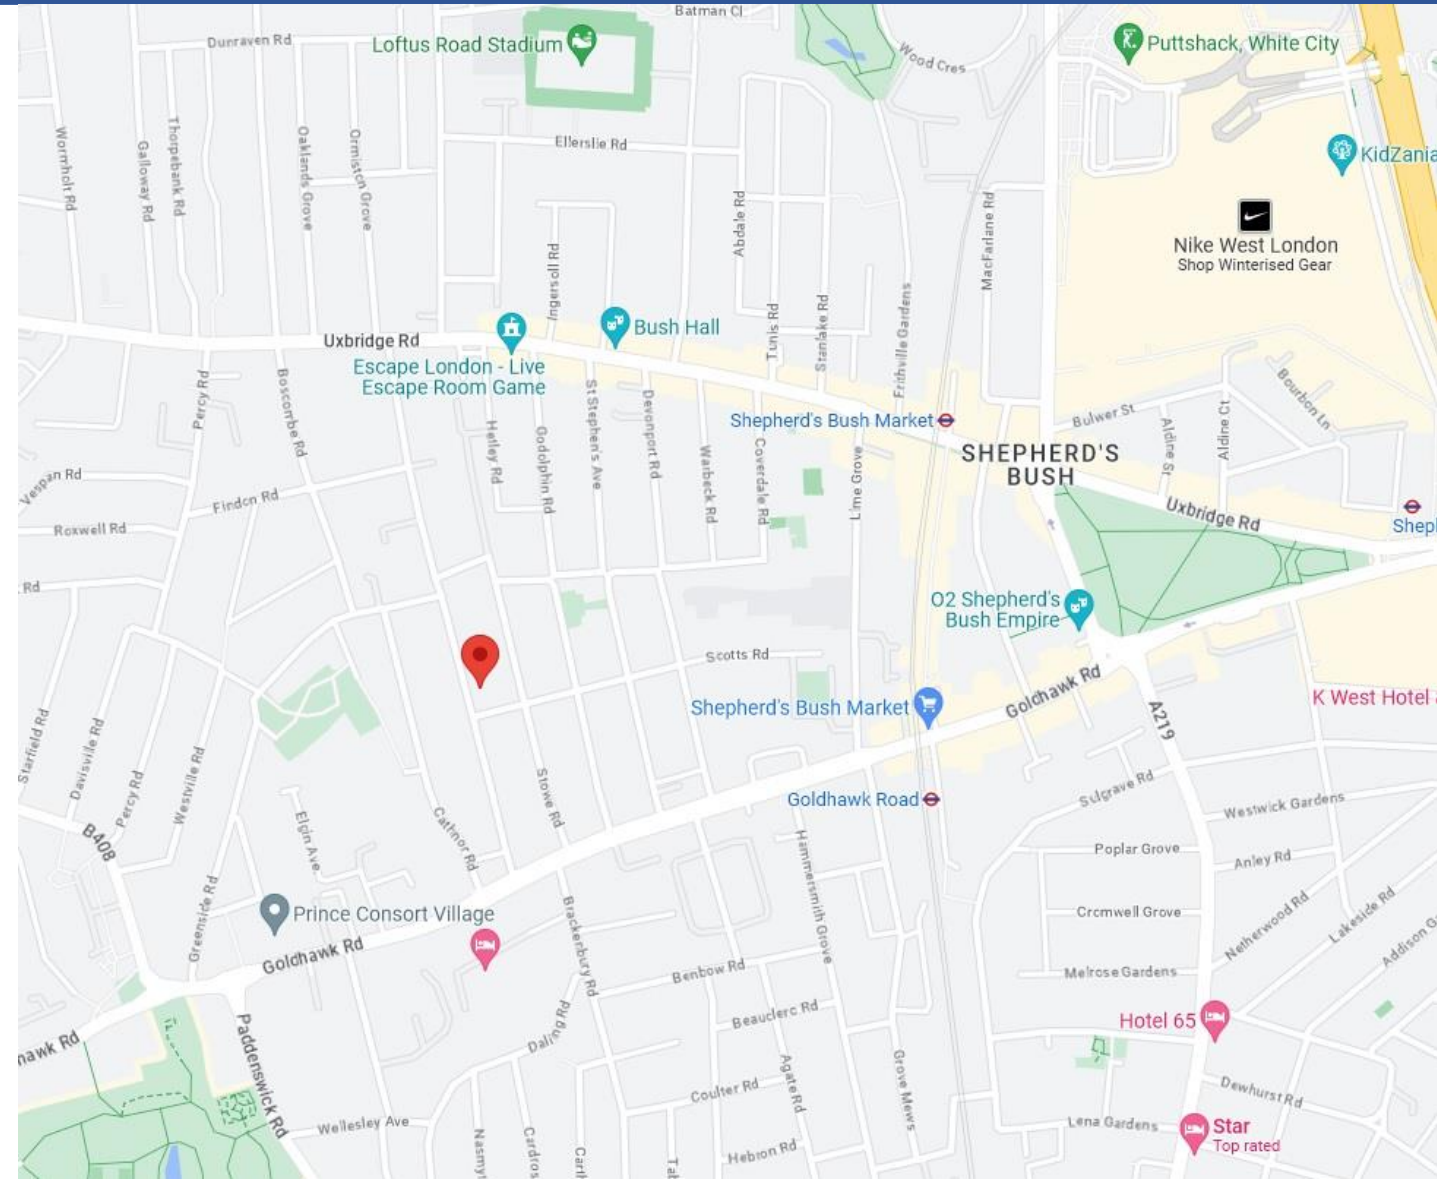 Batman Cl
Dunraven Rd
Loftus Road Stadium
Wood Cres
Puttshack, White City
Wormholt Rd
Galloway Rd
Thorpebank Rd
Oaklands Grove
Ormiston Grove
Ellerslie Rd
KidZania
Abdale Rd
MacFarlane Rd
Nike West London
Shop Winterised Gear
Ingersoll Rd
Tunis Rd
Stanlake Rd
Frithville Gardens
Uxbridge Rd
Bush Hall
Escape London - Live
Escape Room Game
Percy Rd
Boscombe Rd
Hetley Rd
Godolphin Rd
St Stephen's Ave
Devonport Rd
Warbeck Rd
Coverdale Rd
Lime Grove
Shepherd's Bush Market
SHEPHERD'S
BUSH
Bulwer St
Aldine St
Aldine Ct
Bourbon Ln
Vespan Rd
Findon Rd
Roxwell Rd
Uxbridge Rd
Shepl
Rd
O2 Shepherd's
Bush Empire
Scotts Rd
Shepherd's Bush Market
Goldhawk Rd
K West Hotel &
A219
Starfield Rd
Davisville Rd
Percy Rd
Westville Rd
Stowe Rd
Cathnor Rd
Elgin Ave
B408
Goldhawk Road
Sulgrave Rd
Westwick Gardens
Poplar Grove
Anley Rd
Hammersmith Grove
Greenside Rd
Prince Consort Village
Goldhawk Rd
Brackenbury Rd
Cromwell Grove
Netherwood Rd
Lakeside Rd
Addison G
Benbow Rd
Melrose Gardens
Beauclerc Rd
Hotel 65
hawk Rd
Paddenswick Rd
Daling Rd
Agate Rd
Grove Mews
Coulter Rd
Dewhurst Rd
Wellesley Ave
Lena Gardens
Star
Top rated
Nasmy
Cardros
Cart
Tab
Hebron Rd